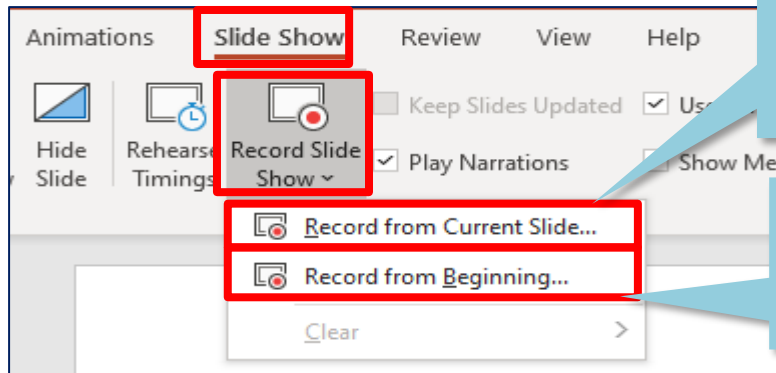 Animations Slide Show Review View Help
Keep Slides Updated
Hide Rehearse Record Slide Play Narrations Show
Slide Timings Show
Record from Current Slide...
Record from Beginning...
Clear